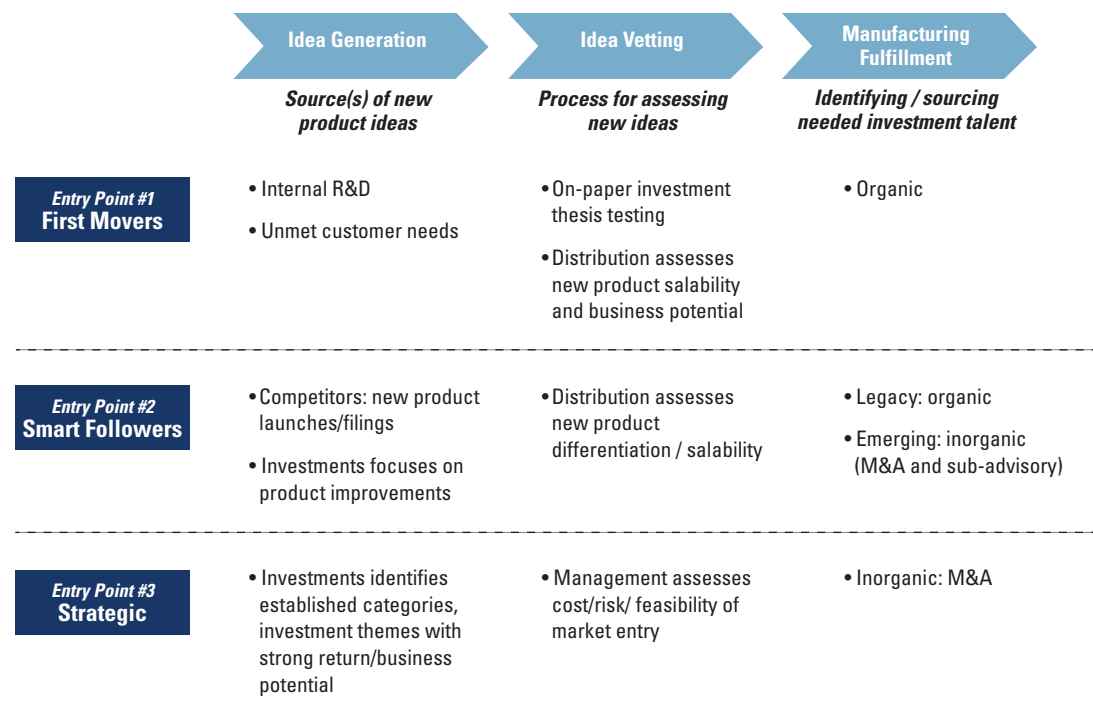 Idea Generation
Idea Vetting
Manufacturing
Fulfillment
Source(s) of new
product ideas
Process for assessing
new ideas
Identifying / sourcing
needed investment talent
Entry Point #1
First Movers
• Internal R&D
• Unmet customer needs
• On-paper investment
thesis testing
• Distribution assesses
new product salability
and business potential
• Organic
Entry Point #2
Smart Followers
• Competitors: new product
launches/filings
• Investments focuses on
product improvements
• Distribution assesses
new product
differentiation / salability
• Legacy: organic
• Emerging: inorganic
(M&A and sub-advisory)
Entry Point #3
Strategic
• Investments identifies
established categories,
investment themes with
strong return/business
potential
• Management assesses
cost/risk/ feasibility of
market entry
• Inorganic: M&A